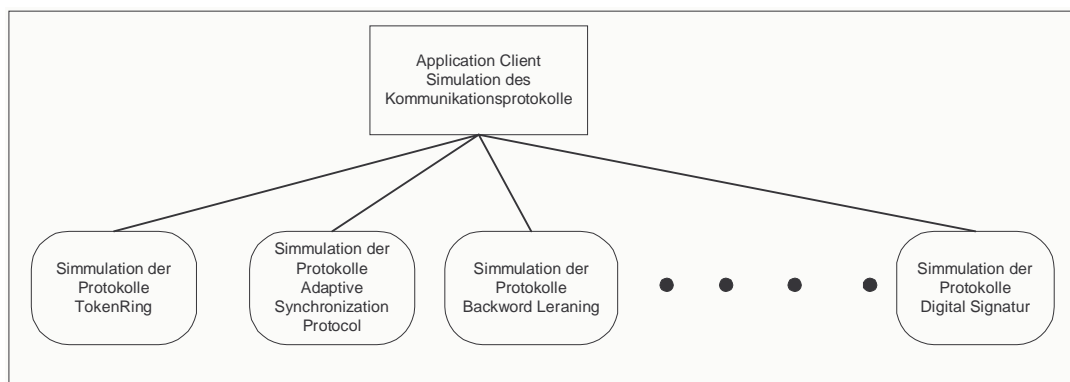 Application Client
Simulation des
Kommunikationsprotokolle
Simmulation der
Protokolle
TokenRing
Simmulation der
Protokolle
Adaptive
Synchronization
Protocol
Simmulation der
Protokolle
Backword Leraning
Simmulation der
Protokolle
Digital Signatur